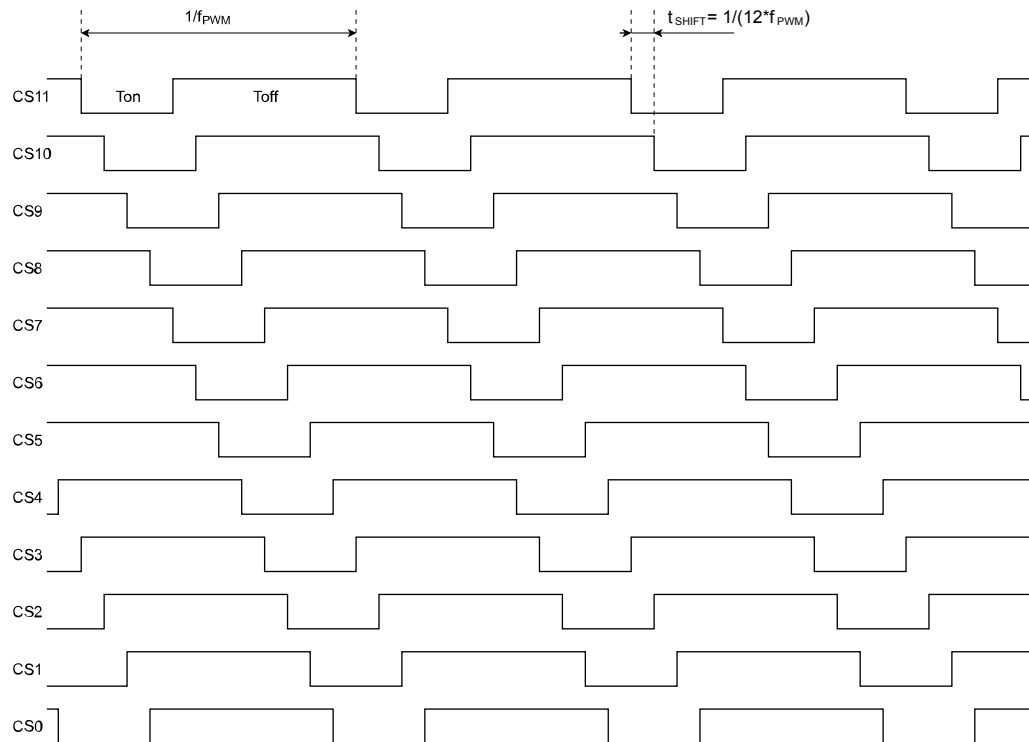 1/fPWM
tSHIFT= 1/(12*fPWM)
CS11
Ton
Toff
CS10
CS9
CS8
CS7
CS6
CS5
CS4
CS3
CS2
CS1
CS0